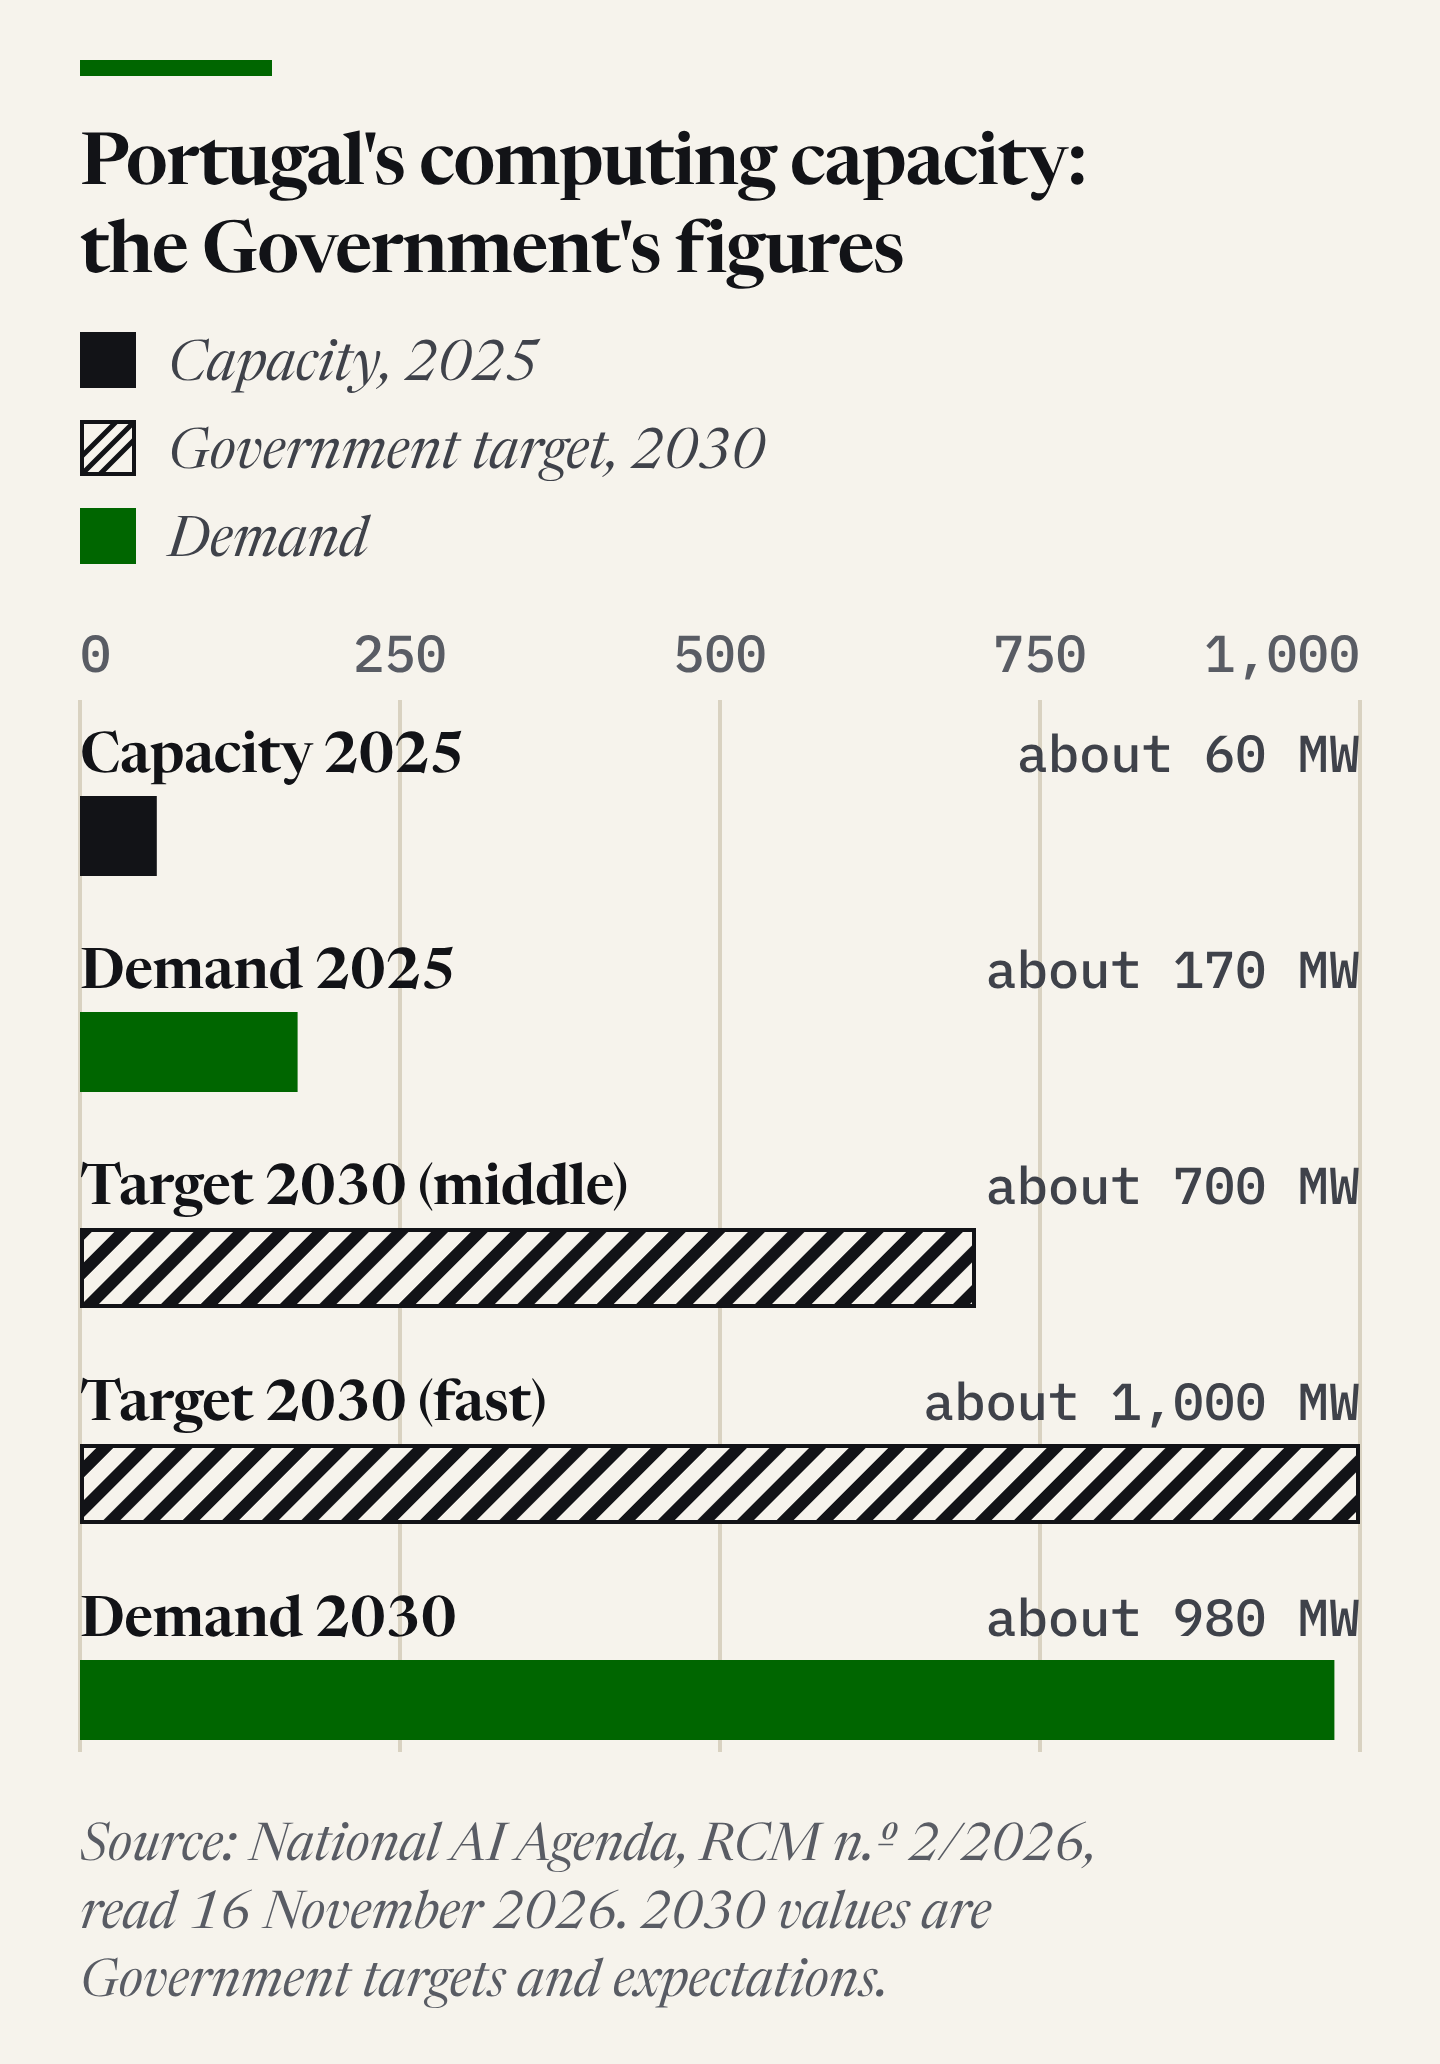 Portugal's computing capacity:
the Government's figures
Capacity, 2025
Government target, 2030
Demand
0 250 500 750 1,000
Capacity 2025 about 60 MW
Demand 2025 about 170 MW
Target 2030 (middle) about 700 MW
Target 2030 (fast) about 1,000 MW
Demand 2030 about 980 MW
Source: National AI Agenda, RCM n.º 2/2026,
read 16 November 2026. 2030 values are
Government targets and expectations.